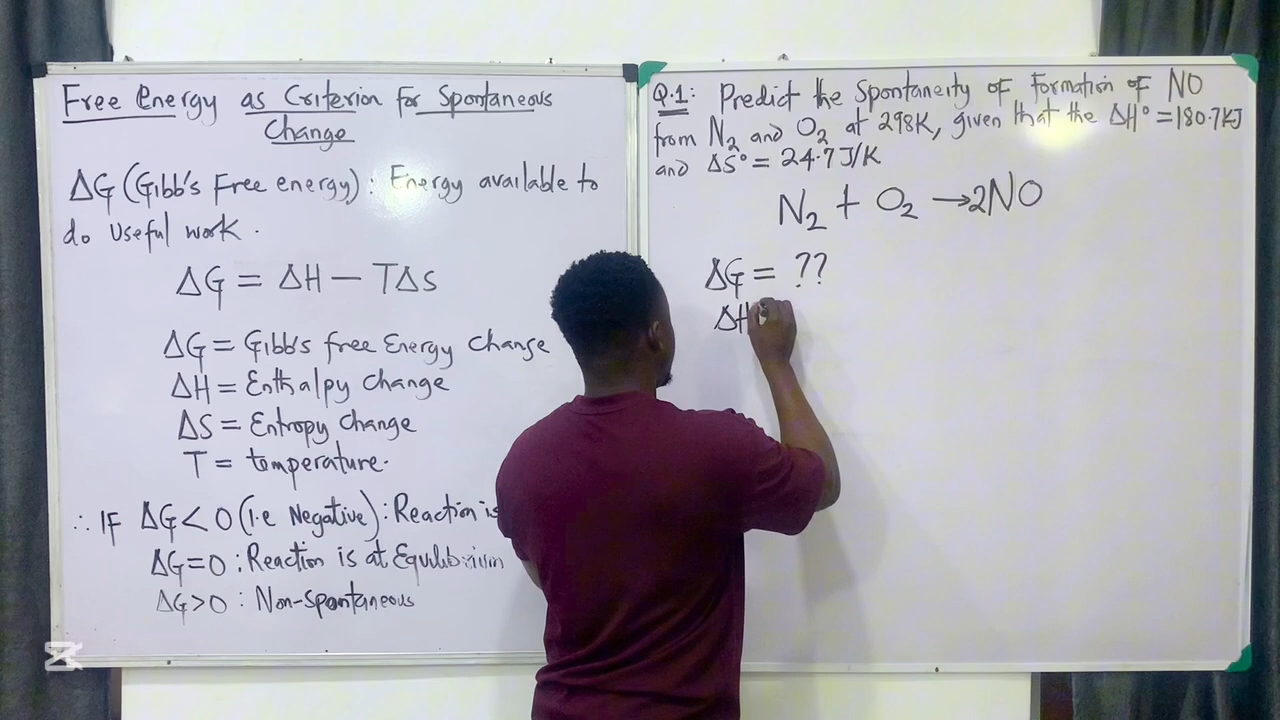 Free Energy as Criterion for Spontaneous
Change
ΔG (Gibb's Free energy): Energy available to
do useful work.
ΔG = ΔH − TΔS
ΔG = Gibb's free Energy Change
ΔH = Enthalpy Change
ΔS = Entropy change
T = temperature.
∴ IF ΔG < 0 (I.e Negative): Reaction is
ΔG = 0 : Reaction is at Equilibrium
ΔG > 0 : Non-Spontaneous
Q.1: Predict the Spontaneity of Formation of NO
from N₂ and O₂ at 298K, given that the ΔH° = 180.7KJ
and ΔS° = 24.7 J/K
N₂ + O₂ → 2NO
ΔG = ??
ΔH